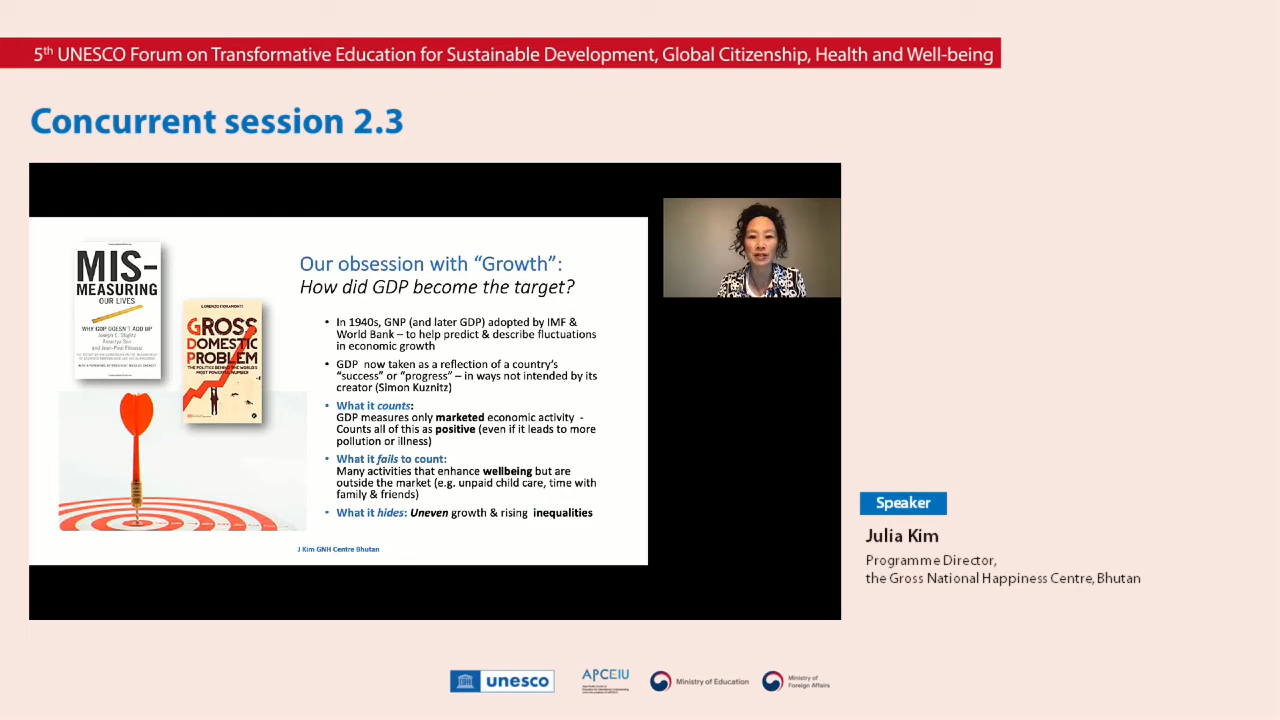 5th UNESCO Forum on Transformative Education for Sustainable Development, Global Citizenship, Health and Well-being
Concurrent session 2.3
MIS-
MEASURING
OUR LIVES
WHY GDP DOESN'T ADD UP
Joseph E. Stiglitz
Amartya Sen
and Jean-Paul Fitoussi
LORENZO FIORAMONTI
GROSS
DOMESTIC
PROBLEM
THE POLITICS BEHIND THE WORLD'S
MOST POWERFUL NUMBER
Our obsession with “Growth”:
How did GDP become the target?
• In 1940s, GNP (and later GDP) adopted by IMF &
World Bank – to help predict & describe fluctuations
in economic growth
• GDP now taken as a reflection of a country’s
“success” or “progress” – in ways not intended by its
creator (Simon Kuznitz)
• What it counts:
GDP measures only marketed economic activity -
Counts all of this as positive (even if it leads to more
pollution or illness)
• What it fails to count:
Many activities that enhance wellbeing but are
outside the market (e.g. unpaid child care, time with
family & friends)
• What it hides: Uneven growth & rising inequalities
J Kim GNH Centre Bhutan
Speaker
Julia Kim
Programme Director,
the Gross National Happiness Centre, Bhutan
unesco
APCEIU
Ministry of Education
Ministry of
Foreign Affairs